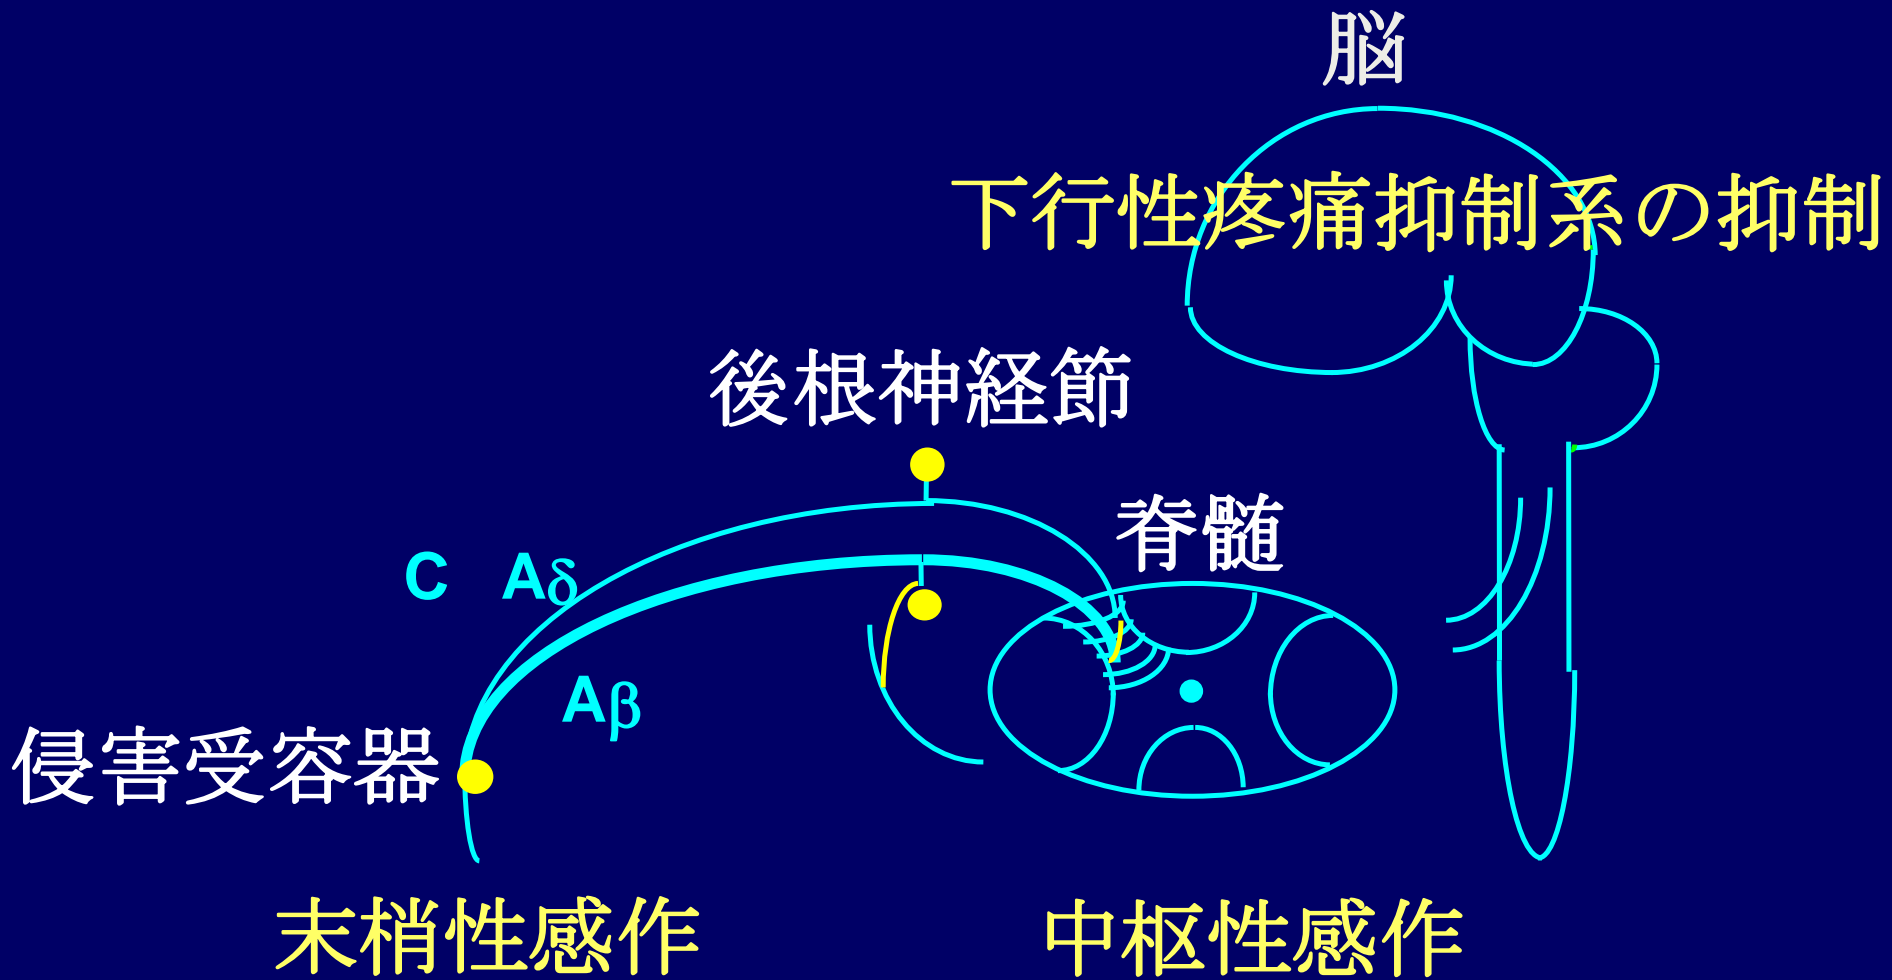 脳
下行性疼痛抑制系の抑制
後根神経節
脊髄
C Aδ
Aβ
侵害受容器
末梢性感作
中枢性感作